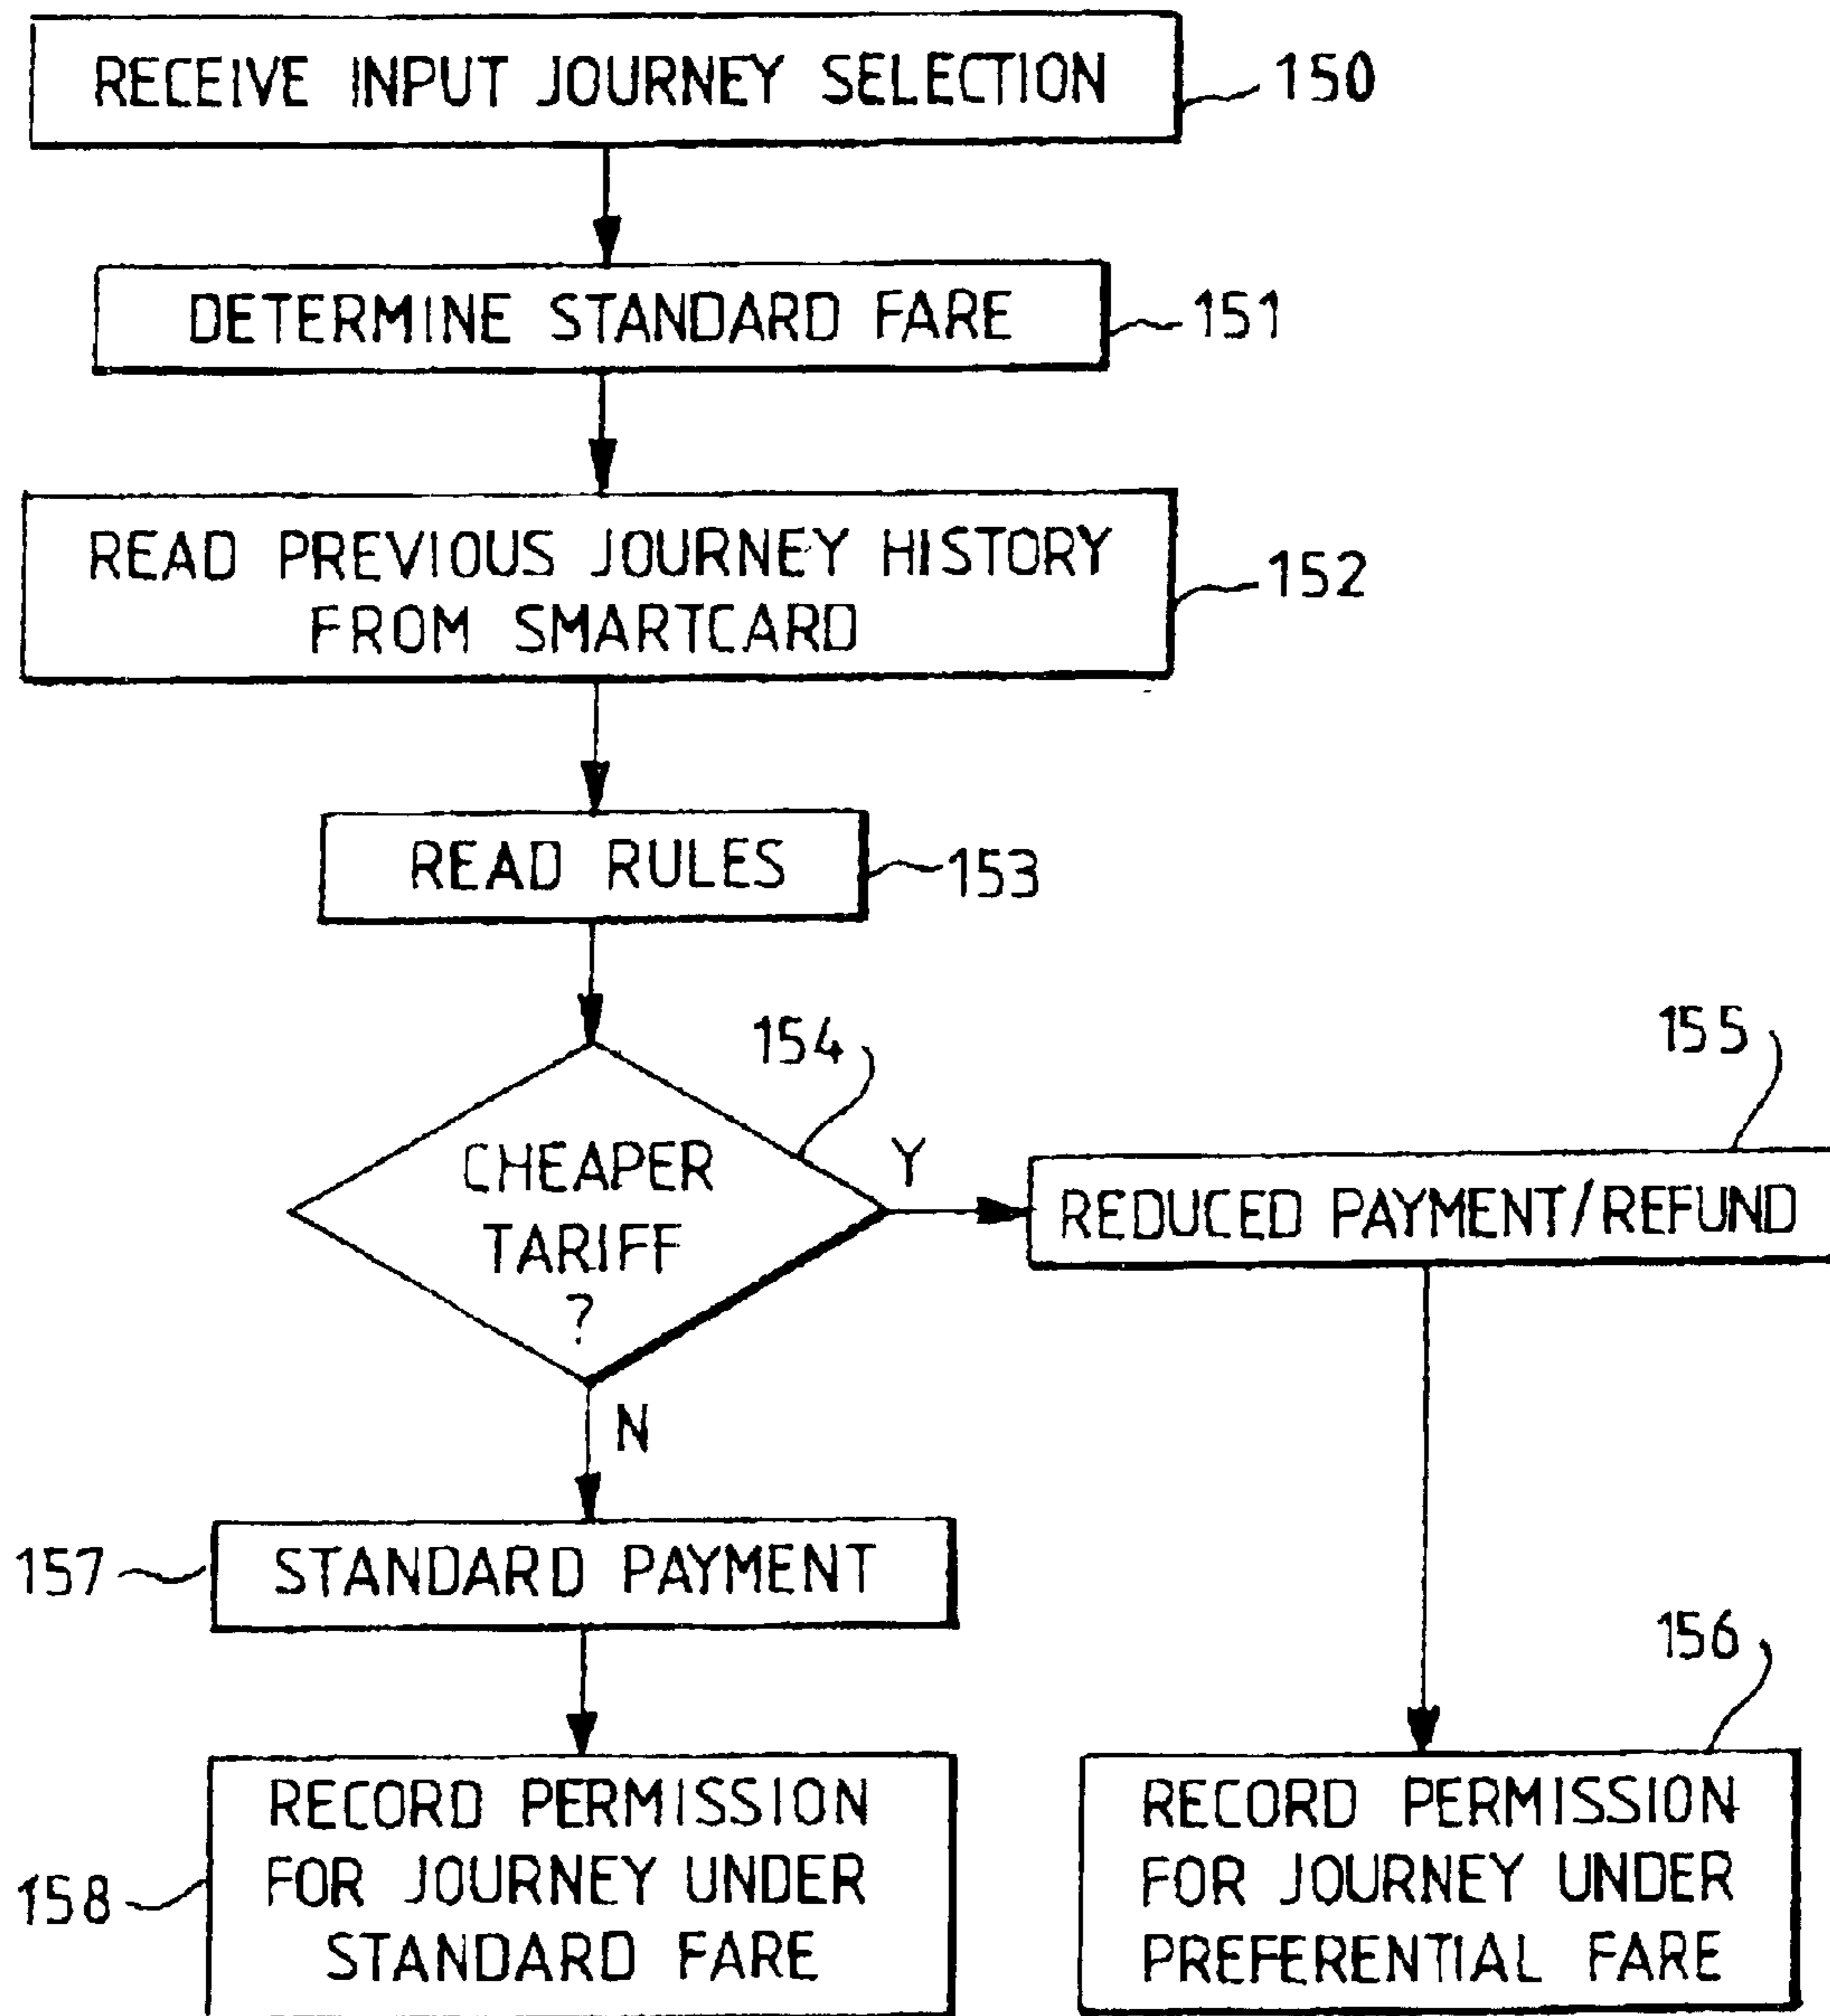 RECEIVE INPUT JOURNEY SELECTION
150
DETERMINE STANDARD FARE
151
READ PREVIOUS JOURNEY HISTORY
FROM SMARTCARD
152
READ RULES
153
154
CHEAPER
TARIFF
?
Y
N
155
REDUCED PAYMENT/REFUND
157
STANDARD PAYMENT
156
158
RECORD PERMISSION
FOR JOURNEY UNDER
STANDARD FARE
RECORD PERMISSION
FOR JOURNEY UNDER
PREFERENTIAL FARE